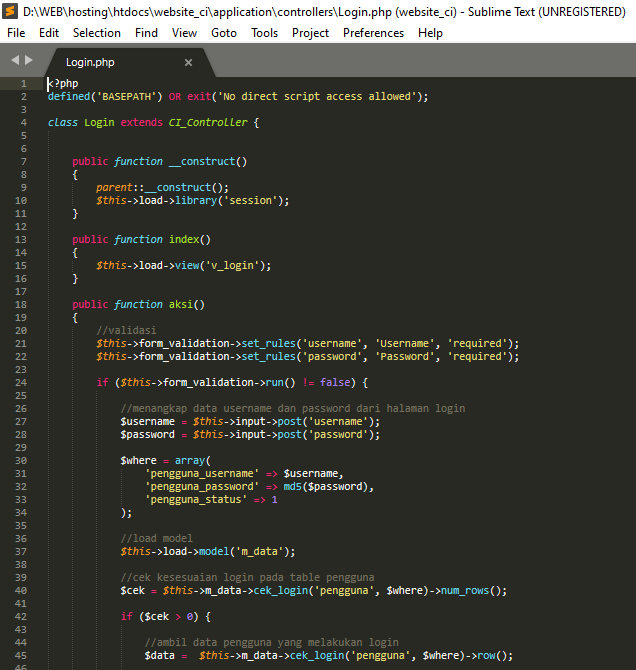 D:\WEB\hosting\htdocs\website_ci\application\controllers\Login.php (website_ci) - Sublime Text (UNREGISTERED)
File Edit Selection Find View Goto Tools Project Preferences Help
Login.php ×
1 <?php
2 defined('BASEPATH') OR exit('No direct script access allowed');
3
4 class Login extends CI_Controller {
5
6
7     public function __construct()
8     {
9         parent::__construct();
10         $this->load->library('session');
11     }
12
13     public function index()
14     {
15         $this->load->view('v_login');
16     }
17
18     public function aksi()
19     {
20         //validasi
21         $this->form_validation->set_rules('username', 'Username', 'required');
22         $this->form_validation->set_rules('password', 'Password', 'required');
23
24         if ($this->form_validation->run() != false) {
25
26             //menangkap data username dan password dari halaman login
27             $username = $this->input->post('username');
28             $password = $this->input->post('password');
29
30             $where = array(
31                 'pengguna_username' => $username,
32                 'pengguna_password' => md5($password),
33                 'pengguna_status' => 1
34             );
35
36             //load model
37             $this->load->model('m_data');
38
39             //cek kesesuaian login pada table pengguna
40             $cek = $this->m_data->cek_login('pengguna', $where)->num_rows();
41
42             if ($cek > 0) {
43
44                 //ambil data pengguna yang melakukan login
45                 $data =  $this->m_data->cek_login('pengguna', $where)->row();
46